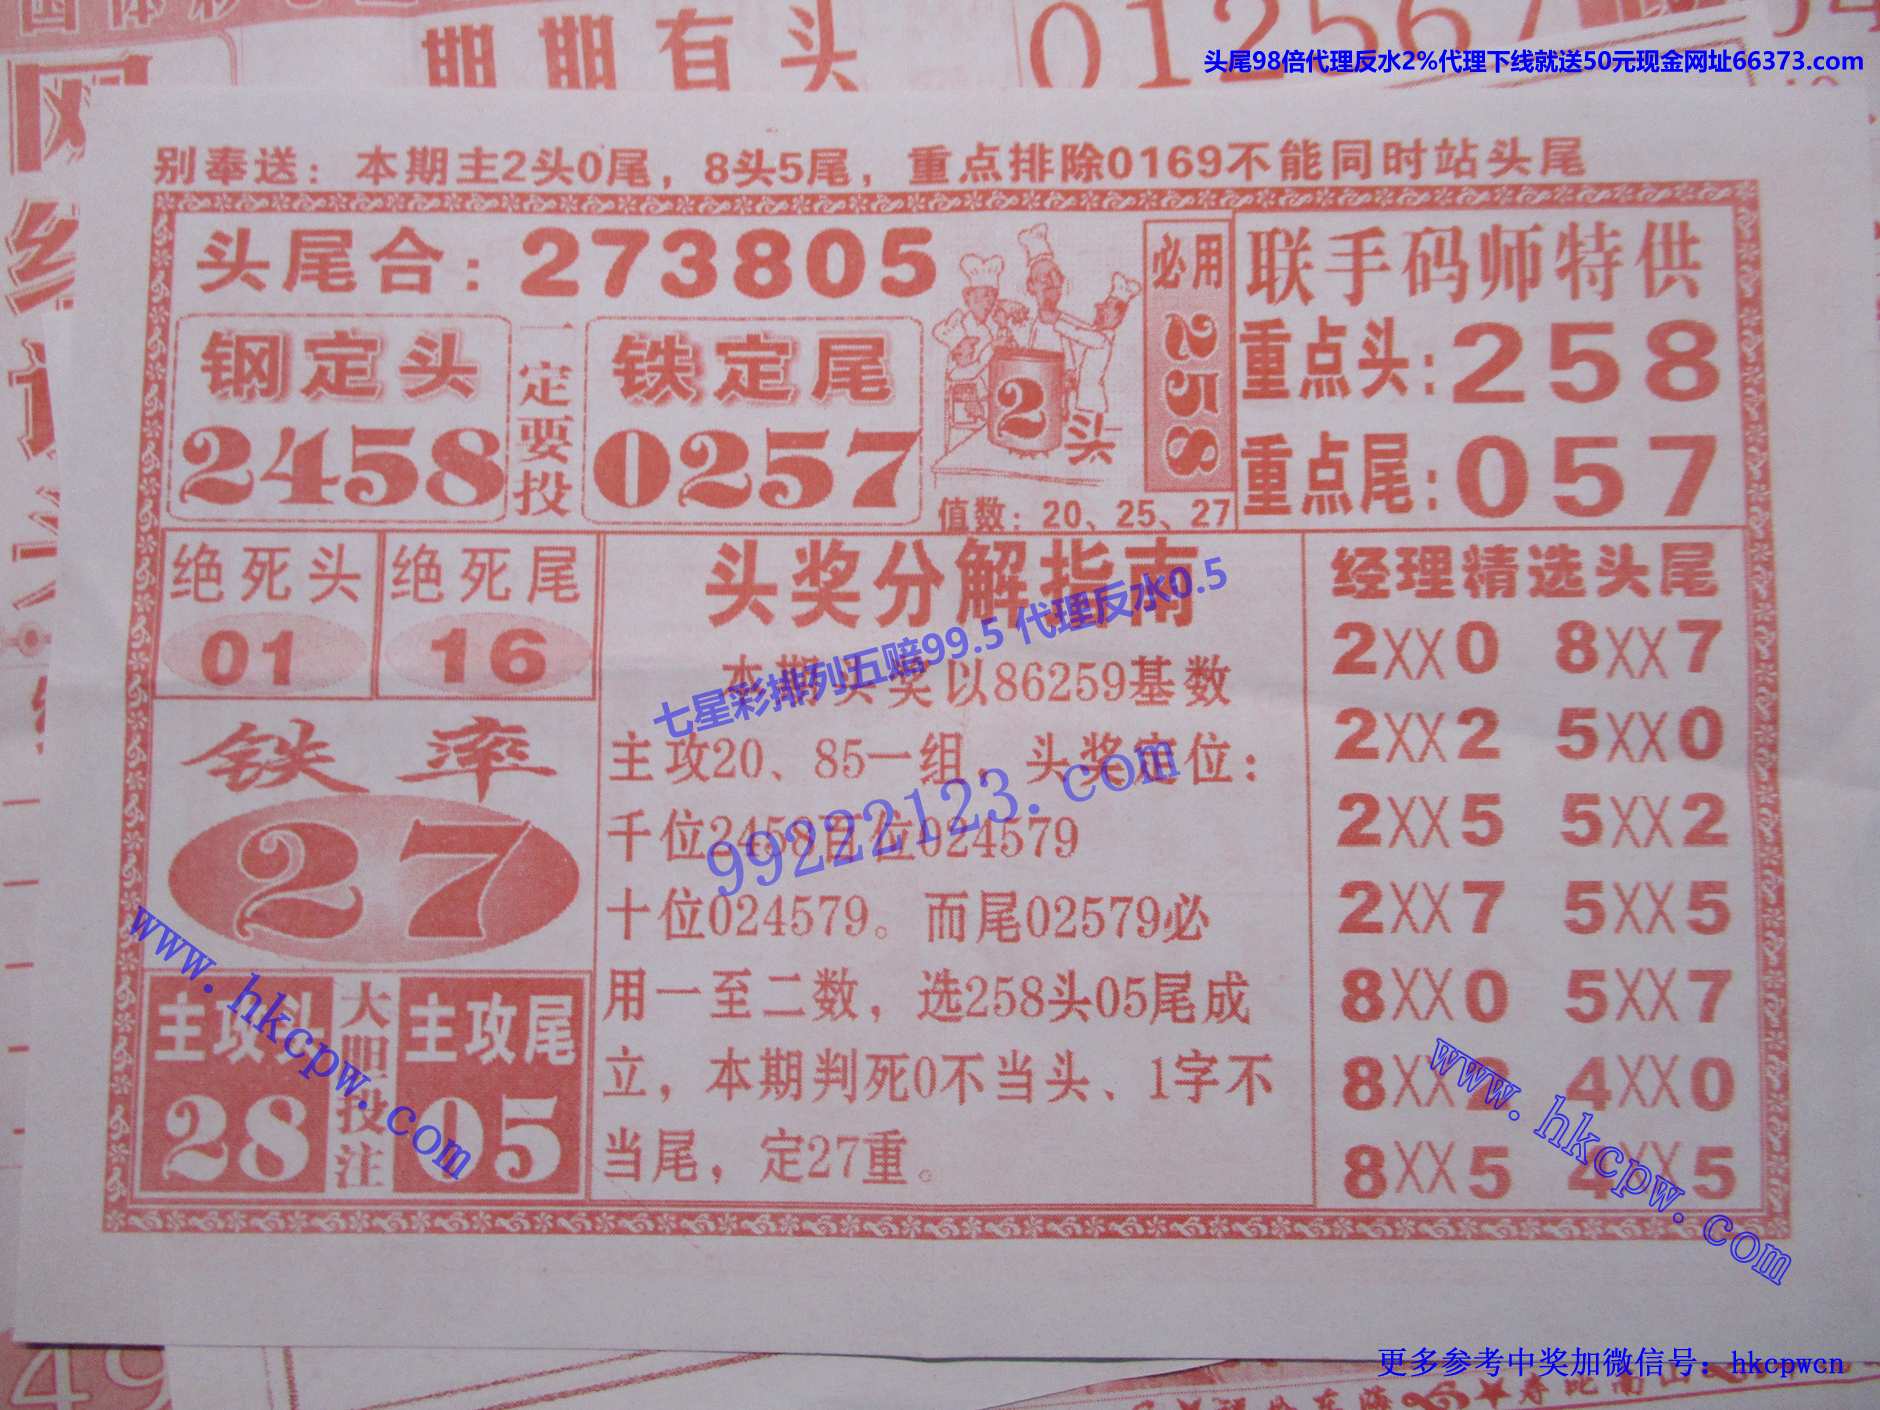 邯邯有头
012567
头尾98倍代理反水2%代理下线就送50元现金网址66373.com
别奉送：本期主2头0尾，8头5尾，重点排除0169不能同时站头尾
头尾合：273805
钢定头
2458
一定要投
铁定尾
0257
2头
值数：20、25、27
必用258
联手码师特供
重点头：258
重点尾：057
绝死头
01
绝死尾
16
铁率
27
主攻头
28
大胆投注
主攻尾
05
头奖分解指南
本期头奖以86259基数
主攻20、85一组，头奖定位：
千位2458百位024579
十位024579。而尾02579必
用一至二数，选258头05尾成
立，本期判死0不当头、1字不
当尾，定27重。
经理精选头尾
2XX0 8XX7
2XX2 5XX0
2XX5 5XX2
2XX7 5XX5
8XX0 5XX7
8XX2 4XX0
8XX5 4XX5
七星彩排列五赔99.5 代理反水0.5
99222123.com
www.hkcpw.com
www.hkcpw.com
更多参考中奖加微信号：hkcpwcn
49